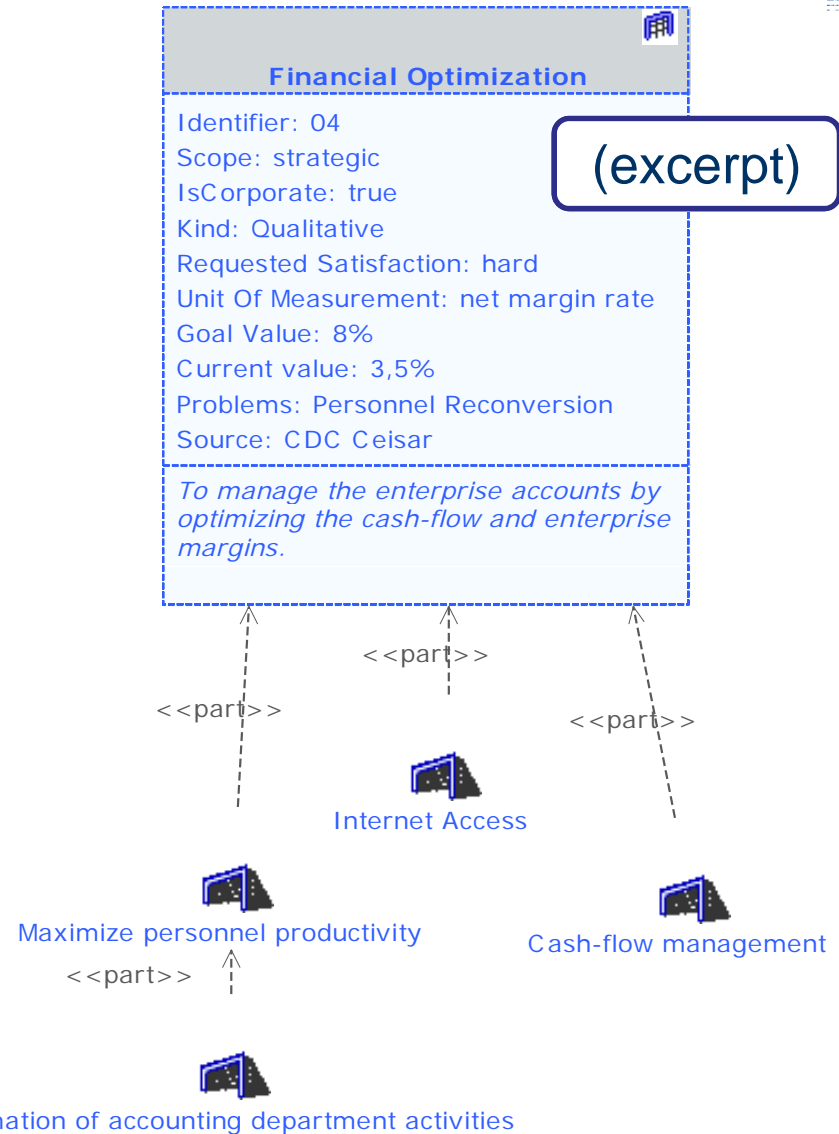 Financial Optimization
Identifier: 04
Scope: strategic
IsCorporate: true
Kind: Qualitative
Requested Satisfaction: hard
Unit Of Measurement: net margin rate
Goal Value: 8%
Current value: 3,5%
Problems: Personnel Reconversion
Source: CDC Ceisar
(excerpt)
To manage the enterprise accounts by
optimizing the cash-flow and enterprise
margins.
<<part>>
<<part>>
<<part>>
Internet Access
Maximize personnel productivity
Cash-flow management
<<part>>
of accounting department activities